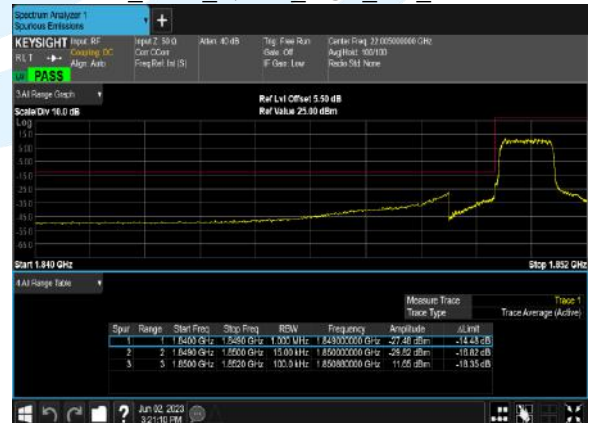 Spectrum Analyzer 1
Spurious Emissions
+
KEYSIGHT Input: RF
Coupling: DC
Align: Auto
Input Z: 50 Ω
Corr CCorr
Freq Ref: Int (S)
Atten: 40 dB
Trig: Free Run
Gate: Off
IF Gain: Low
Center Freq: 22.005000000 GHz
Avg|Hold: 100/100
Radio Std: None
RLT
PASS
3 All Range Graph
Scale/Div 10.0 dB
Ref Lvl Offset 5.50 dB
Ref Value 25.00 dBm
Log
15.0
5.00
-5.00
-15.0
-25.0
-35.0
-45.0
-55.0
-65.0
Start 1.840 GHz
Stop 1.852 GHz
4 All Range Table
Measure Trace Trace 1
Trace Type Trace Average (Active)
Spur Range Start Freq Stop Freq RBW Frequency Amplitude ΔLimit
1 1 1.8400 GHz 1.8490 GHz 1.000 MHz 1.849000000 GHz -27.48 dBm -14.48 dB
2 2 1.8490 GHz 1.8500 GHz 15.00 kHz 1.850000000 GHz -29.82 dBm -16.82 dB
3 3 1.8500 GHz 1.8520 GHz 100.0 kHz 1.850880000 GHz 11.65 dBm -18.35 dB
?
Jun 02, 2023
3:21:10 PM